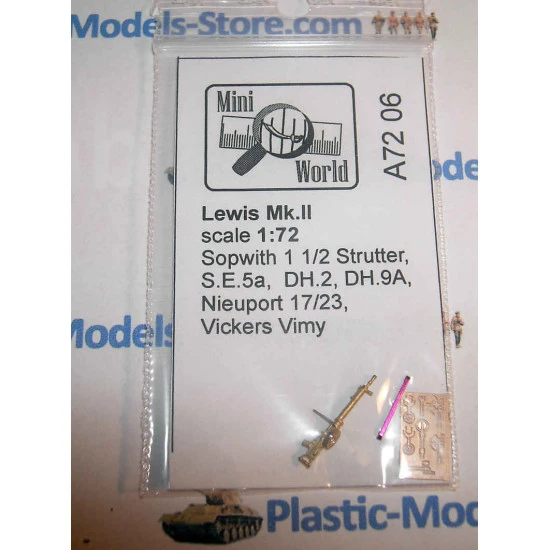 Models-Store.com
Mini
World
A72 06
Lewis Mk.II
scale 1:72
Sopwith 1 1/2 Strutter,
S.E.5a, DH.2, DH.9A,
Nieuport 17/23,
Vickers Vimy
Models-
Plastic-Mod